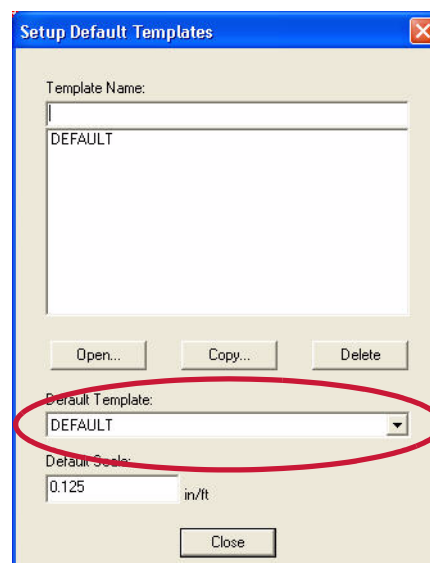 Setup Default Templates
Template Name:
DEFAULT
Open... Copy... Delete
Default Template:
DEFAULT
Default Scale:
0.125 in/ft
Close